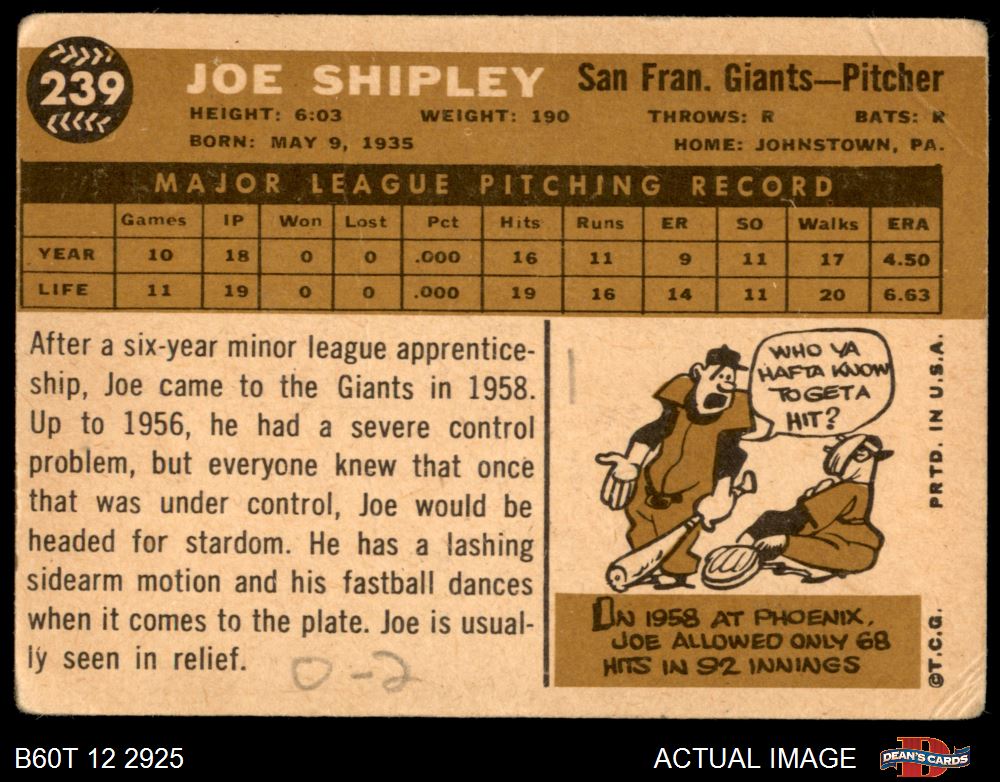 239
JOE SHIPLEY San Fran. Giants—Pitcher
HEIGHT: 6:03 WEIGHT: 190 THROWS: R BATS: R
BORN: MAY 9, 1935 HOME: JOHNSTOWN, PA.
MAJOR LEAGUE PITCHING RECORD
Games IP Won Lost Pct Hits Runs ER SO Walks ERA
YEAR 10 18 0 0 .000 16 11 9 11 17 4.50
LIFE 11 19 0 0 .000 19 16 14 11 20 6.63
After a six-year minor league apprentice-
ship, Joe came to the Giants in 1958.
Up to 1956, he had a severe control
problem, but everyone knew that once
that was under control, Joe would be
headed for stardom. He has a lashing
sidearm motion and his fastball dances
when it comes to the plate. Joe is usual-
ly seen in relief.
0-2
WHO YA
HAFTA KNOW
TO GET A
HIT?
IN 1958 AT PHOENIX,
JOE ALLOWED ONLY 68
HITS IN 92 INNINGS
PRTD. IN U.S.A.
©T.C.G.
B60T 12 2925
ACTUAL IMAGE
DEAN'S CARDS